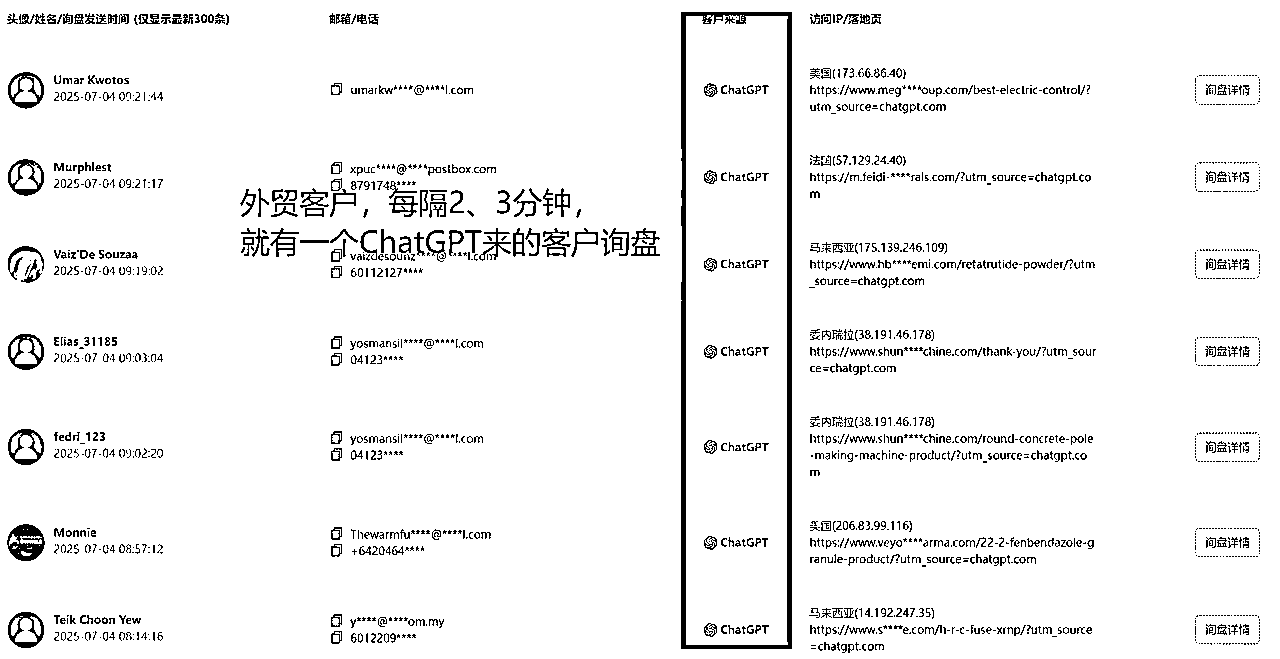 头像/姓名/询盘发送时间 (仅显示最新300条)
邮箱/电话
客户来源
访问IP/落地页
Umar Kwotos
2025-07-04 09:21:44
umarkw****@****l.com
ChatGPT
美国(173.66.86.40)
https://www.meg****oup.com/best-electric-control/?
utm_source=chatgpt.com
询盘详情
Murphlest
2025-07-04 09:21:17
xpuc****@****postbox.com
8791748****
ChatGPT
法国(57.129.24.40)
https://m.feidi-****rals.com/?utm_source=chatgpt.co
m
询盘详情
外贸客户，每隔2、3分钟，
就有一个ChatGPT来的客户询盘
Vaiz'De Souzaa
2025-07-04 09:19:02
vaizdesouz****@****l.com
60112127****
ChatGPT
马来西亚(175.139.246.109)
https://www.hb****emi.com/retatrutide-powder/?utm
_source=chatgpt.com
询盘详情
Elias_31185
2025-07-04 09:03:04
yosmansil****@****l.com
04123****
ChatGPT
委内瑞拉(38.191.46.178)
https://www.shun****chine.com/thank-you/?utm_sour
ce=chatgpt.com
询盘详情
fedri_123
2025-07-04 09:02:20
yosmansil****@****l.com
04123****
ChatGPT
委内瑞拉(38.191.46.178)
https://www.shun****chine.com/round-concrete-pole
-making-machine-product/?utm_source=chatgpt.co
m
询盘详情
Monnie
2025-07-04 08:57:12
Thewarmfu****@****l.com
+6420464****
ChatGPT
美国(206.83.99.116)
https://www.veyo****arma.com/22-2-fenbendazole-g
ranule-product/?utm_source=chatgpt.com
询盘详情
Teik Choon Yew
2025-07-04 08:14:16
y****@****om.my
6012209****
ChatGPT
马来西亚(14.192.247.35)
https://www.s****e.com/h-r-c-fuse-xrnp/?utm_source
=chatgpt.com
询盘详情